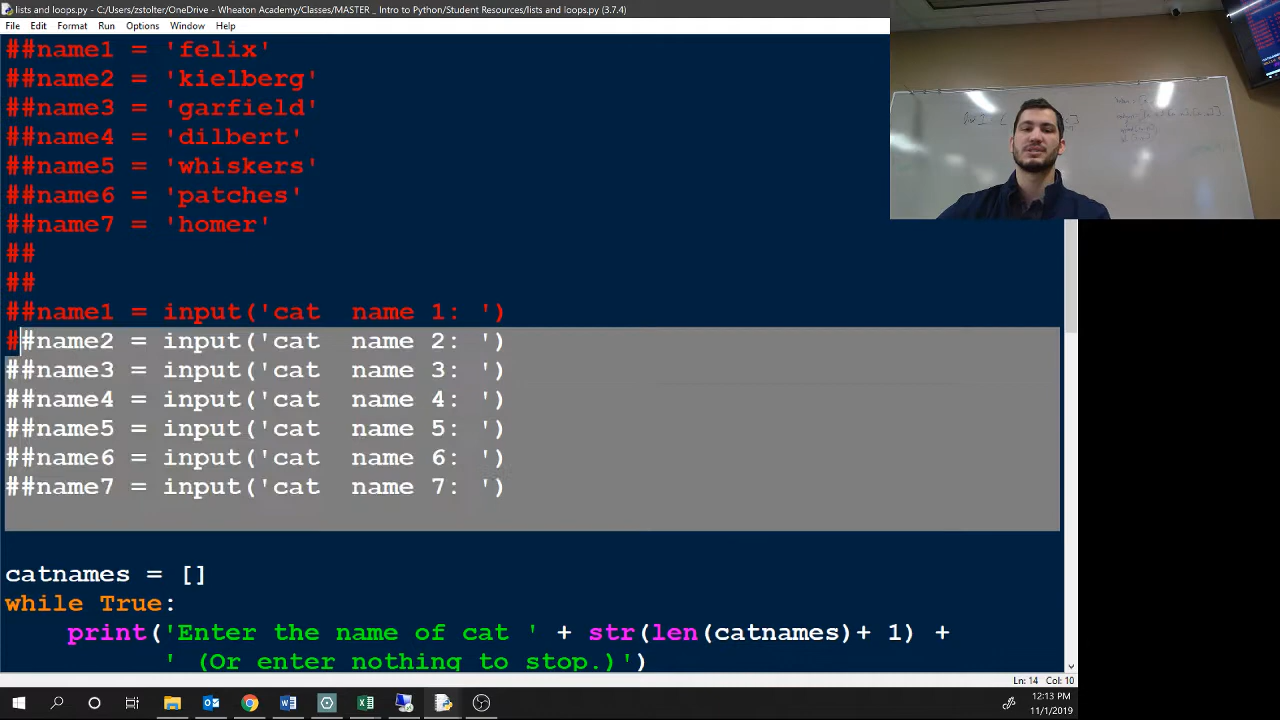 lists and loops.py - C:/Users/zstolter/OneDrive - Wheaton Academy/Classes/MASTER _ Intro to Python/Student Resources/lists and loops.py (3.7.4)
File Edit Format Run Options Window Help
##name1 = 'felix'
##name2 = 'kielberg'
##name3 = 'garfield'
##name4 = 'dilbert'
##name5 = 'whiskers'
##name6 = 'patches'
##name7 = 'homer'
##
##
##name1 = input('cat  name 1: ')
##name2 = input('cat  name 2: ')
##name3 = input('cat  name 3: ')
##name4 = input('cat  name 4: ')
##name5 = input('cat  name 5: ')
##name6 = input('cat  name 6: ')
##name7 = input('cat  name 7: ')
catnames = []
while True:
    print('Enter the name of cat ' + str(len(catnames)+ 1) +
          ' (Or enter nothing to stop.)')
Ln: 14 Col: 10
12:13 PM
11/1/2019